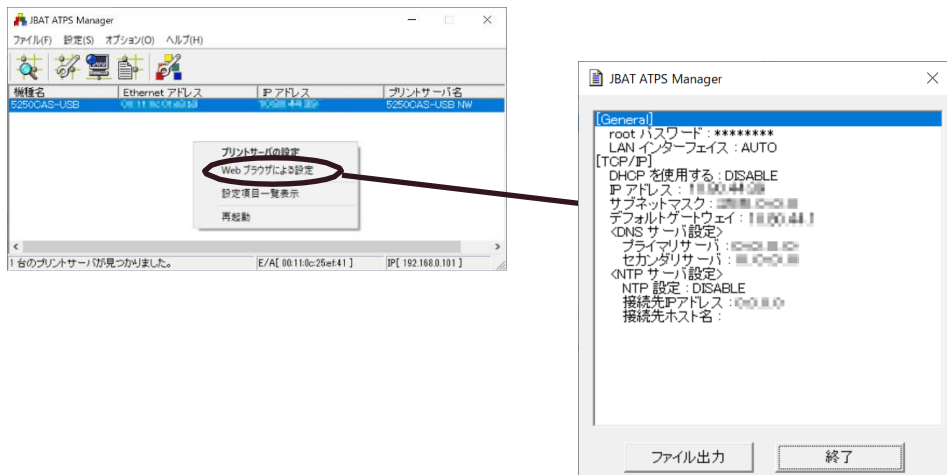 JBAT ATPS Manager
ファイル(F) 設定(S) オプション(O) ヘルプ(H)
機種名 Ethernet アドレス IP アドレス プリントサーバ名
5250CAS-USB 5250CAS-USB NW
プリントサーバの設定
Web ブラウザによる設定
設定項目一覧表示
再起動
1 台のプリントサーバが見つかりました。 E/A[ 00:11:0c:25:ef:41 ] IP[ 192.168.0.101 ]
JBAT ATPS Manager
[General]
root パスワード : ********
LAN インターフェイス : AUTO
[TCP/IP]
DHCP を使用する : DISABLE
IP アドレス :
サブネットマスク :
デフォルトゲートウェイ :
<DNS サーバ設定>
プライマリサーバ :
セカンダリサーバ :
<NTP サーバ設定>
NTP 設定 : DISABLE
接続先IPアドレス :
接続先ホスト名 :
ファイル出力 終了